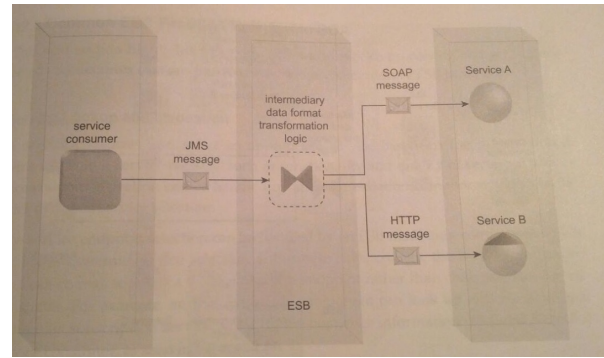 service
consumer
JMS
message
intermediary
data format
transformation
logic
ESB
SOAP
message
Service A
HTTP
message
Service B